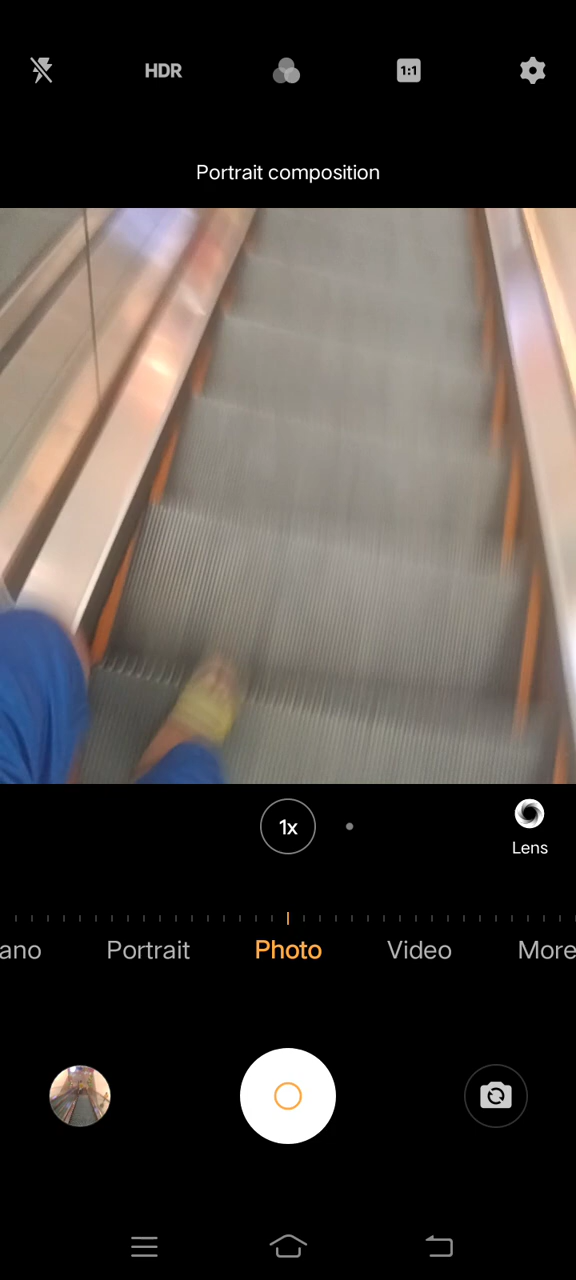 HDR
1:1
Portrait composition
1x
Lens
ano
Portrait
Photo
Video
More